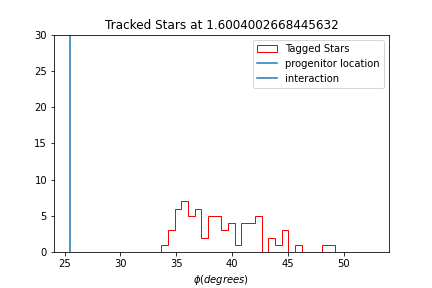 Tracked Stars at 1.6004002668445632
30
25
20
15
10
5
0
Tagged Stars
progenitor location
interaction
25 30 35 40 45 50
ϕ(degrees)